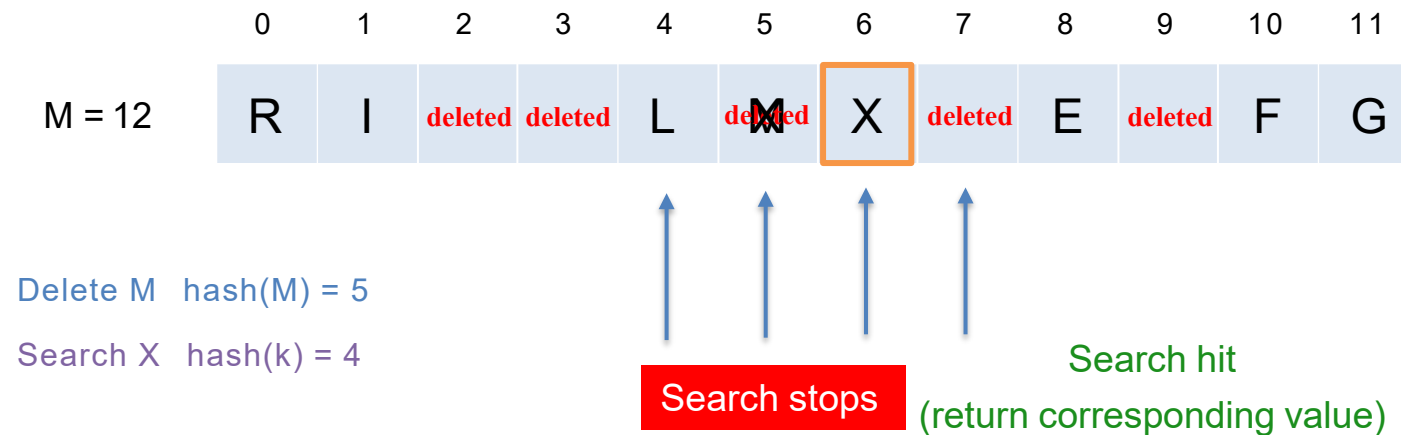 0 1 2 3 4 5 6 7 8 9 10 11
M = 12 R I deleted deleted L deleted X deleted E deleted F G
Delete M hash(M) = 5
Search X hash(k) = 4
Search stops
Search hit
(return corresponding value)